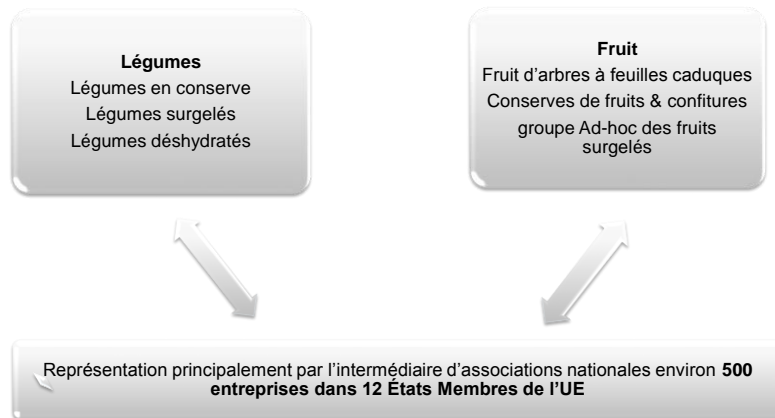 Légumes
Légumes en conserve
Légumes surgelés
Légumes déshydratés
Fruit
Fruit d’arbres à feuilles caduques
Conserves de fruits & confitures
groupe Ad-hoc des fruits
surgelés
Représentation principalement par l’intermédiaire d’associations nationales environ 500
entreprises dans 12 États Membres de l’UE